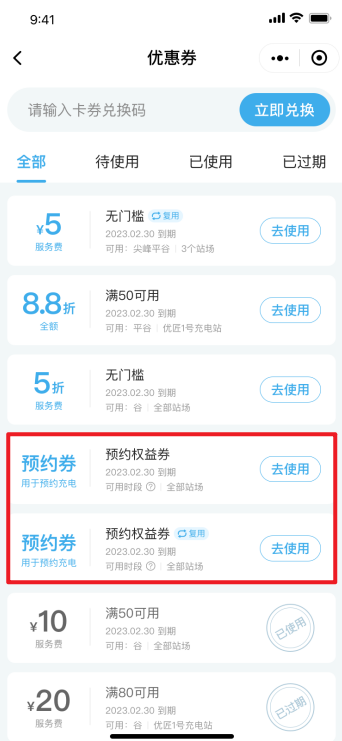 9:41
优惠券
请输入卡券兑换码 立即兑换
全部 待使用 已使用 已过期
¥5 无门槛 复用
服务费 2023.02.30 到期 去使用
可用：尖峰平谷 | 3个站场
8.8折 满50可用
全额 2023.02.30 到期 去使用
可用：平谷 | 优匠1号充电站
5折 无门槛
服务费 2023.02.30 到期 去使用
可用：谷 | 全部站场
预约券 预约权益券
用于预约充电 2023.02.30 到期 去使用
可用时段 ? | 全部站场
预约券 预约权益券 复用
用于预约充电 2023.02.30 到期 去使用
可用时段 ? | 全部站场
¥10 满50可用
服务费 2023.02.30 到期 已使用
可用：谷 | 全部站场
¥20 满80可用
服务费 2023.02.30 到期 已过期
可用：谷 | 优匠1号充电站